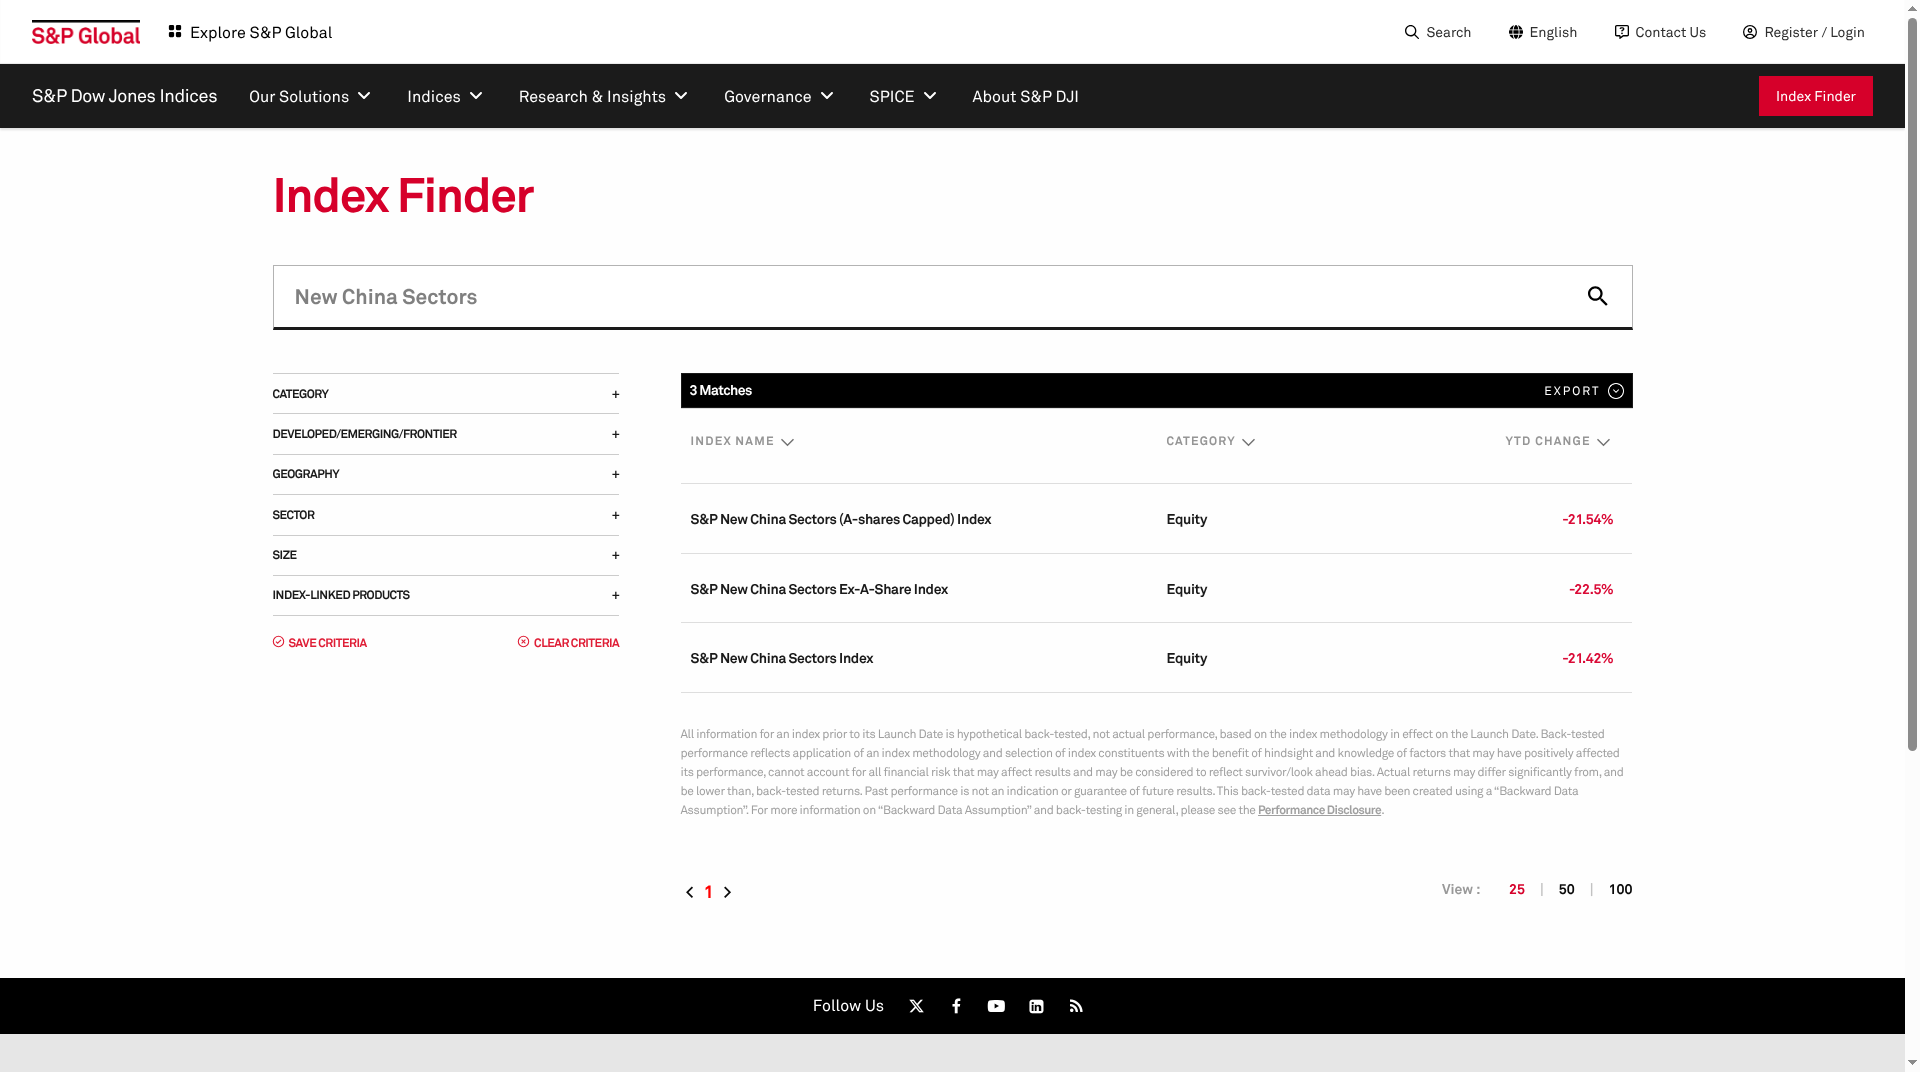 S&P Global
Explore S&P Global
Search
English
Contact Us
Register / Login
S&P Dow Jones Indices
Our Solutions
Indices
Research & Insights
Governance
SPICE
About S&P DJI
Index Finder
Index Finder
New China Sectors
CATEGORY +
DEVELOPED/EMERGING/FRONTIER +
GEOGRAPHY +
SECTOR +
SIZE +
INDEX-LINKED PRODUCTS +
SAVE CRITERIA
CLEAR CRITERIA
3 Matches
EXPORT
INDEX NAME CATEGORY YTD CHANGE
S&P New China Sectors (A-shares Capped) Index Equity -21.54%
S&P New China Sectors Ex-A-Share Index Equity -22.5%
S&P New China Sectors Index Equity -21.42%
All information for an index prior to its Launch Date is hypothetical back-tested, not actual performance, based on the index methodology in effect on the Launch Date. Back-tested
performance reflects application of an index methodology and selection of index constituents with the benefit of hindsight and knowledge of factors that may have positively affected
its performance, cannot account for all financial risk that may affect results and may be considered to reflect survivor/look ahead bias. Actual returns may differ significantly from, and
be lower than, back-tested returns. Past performance is not an indication or guarantee of future results. This back-tested data may have been created using a “Backward Data
Assumption”. For more information on “Backward Data Assumption” and back-testing in general, please see the Performance Disclosure.
1
View : 25 | 50 | 100
Follow Us